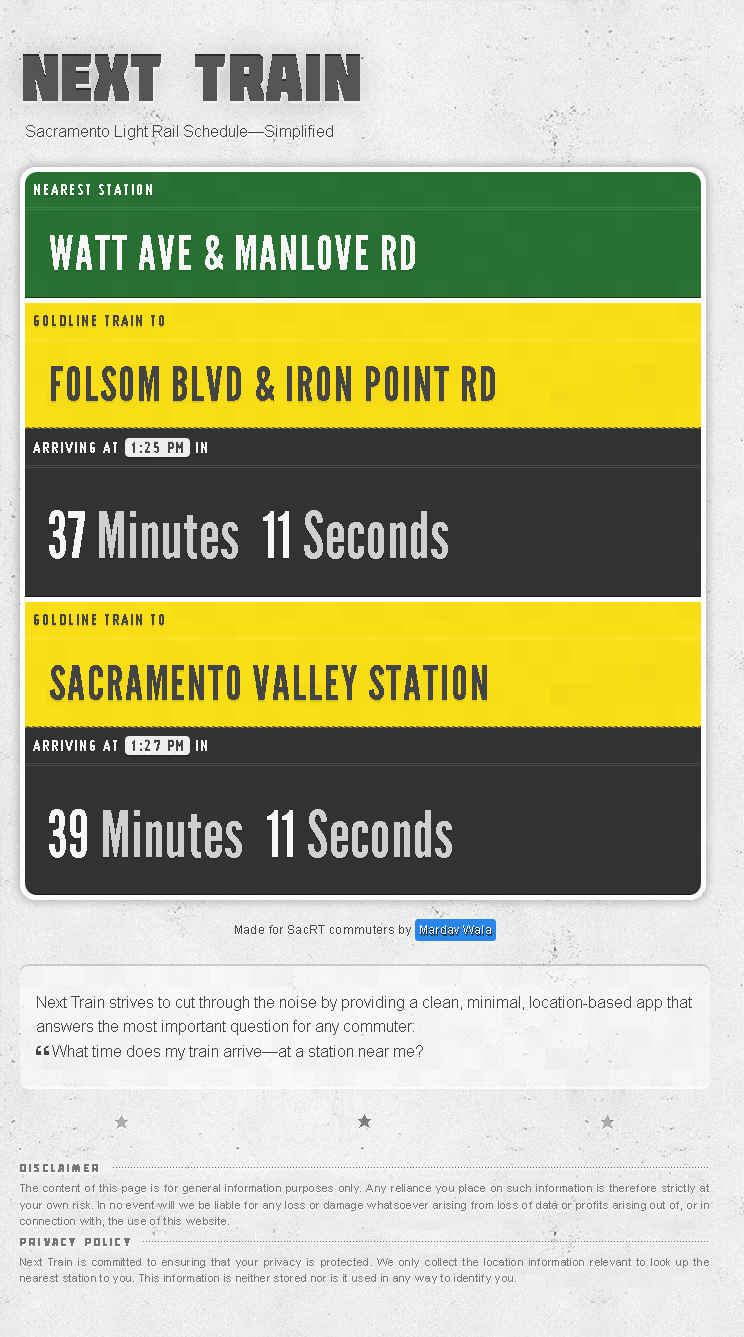 NEXT TRAIN
Sacramento Light Rail Schedule—Simplified
NEAREST STATION
WATT AVE & MANLOVE RD
GOLDLINE TRAIN TO
FOLSOM BLVD & IRON POINT RD
ARRIVING AT 1:25 PM IN
37 Minutes 11 Seconds
GOLDLINE TRAIN TO
SACRAMENTO VALLEY STATION
ARRIVING AT 1:27 PM IN
39 Minutes 11 Seconds
Made for SacRT commuters by Mardav Wala
Next Train strives to cut through the noise by providing a clean, minimal, location-based app that
answers the most important question for any commuter:
“What time does my train arrive—at a station near me?
DISCLAIMER
The content of this page is for general information purposes only. Any reliance you place on such information is therefore strictly at
your own risk. In no event will we be liable for any loss or damage whatsoever arising from loss of data or profits arising out of, or in
connection with, the use of this website.
PRIVACY POLICY
Next Train is committed to ensuring that your privacy is protected. We only collect the location information relevant to look up the
nearest station to you. This information is neither stored nor is it used in any way to identify you.